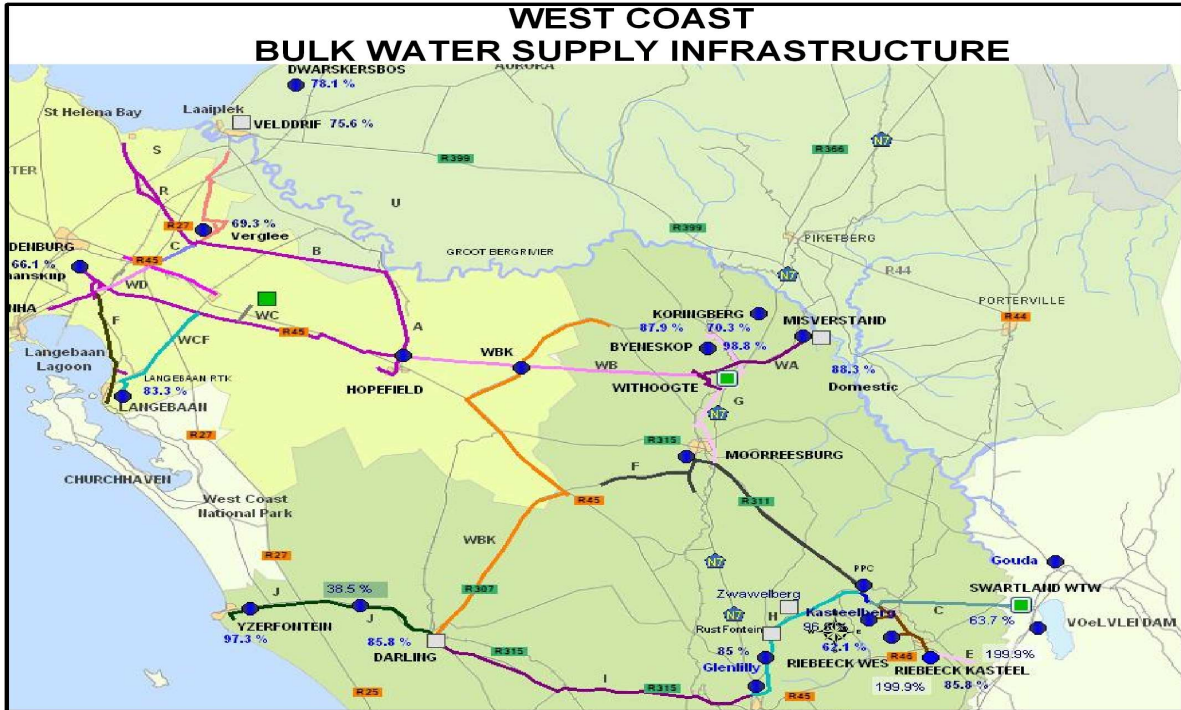 WEST COAST
BULK WATER SUPPLY INFRASTRUCTURE
AURORA
DWARSKERSBOS
78.1 %
Laaiplek
St Helena Bay
VELDDRIF 75.6 %
N7
S
R399
R366
TER
R
U
R27
69.3 %
Verglee
R399
DENBURG
C
B
GROOT BERGRIVIER
PIKETBERG
66.1 %
R45
anskop
WD
N7
R44
NHA
WC
KORINGBERG
PORTERVILLE
F
R45
A
87.9 % 70.3 %
MISVERSTAND
R44
WCF
WBK
BYENESKOP 98.8 %
Langebaan
Lagoon
WB
WA
LANGEBAAN RTK
HOPEFIELD
WITHOOGTE
88.3 %
Domestic
83.3 %
LANGEBAAN
G
N7
R27
R315
MOORREESBURG
CHURCHHAVEN
F
West Coast
National Park
R45
R311
WBK
R27
N7
Gouda
PPC
SWARTLAND WTW
J
38.5 %
R307
Zwawelberg
C
J
N7
H
Kasteelberg
63.7 %
VOeLVLEI DAM
YZERFONTEIN
RustFontein
97.3 %
85.8 %
62.1 %
DARLING
R315
85 %
RIEBEECK WES
R46
E
199.9%
Glenlilly
RIEBEECK KASTEEL
I
R25
R315
R45
199.9%
85.8 %